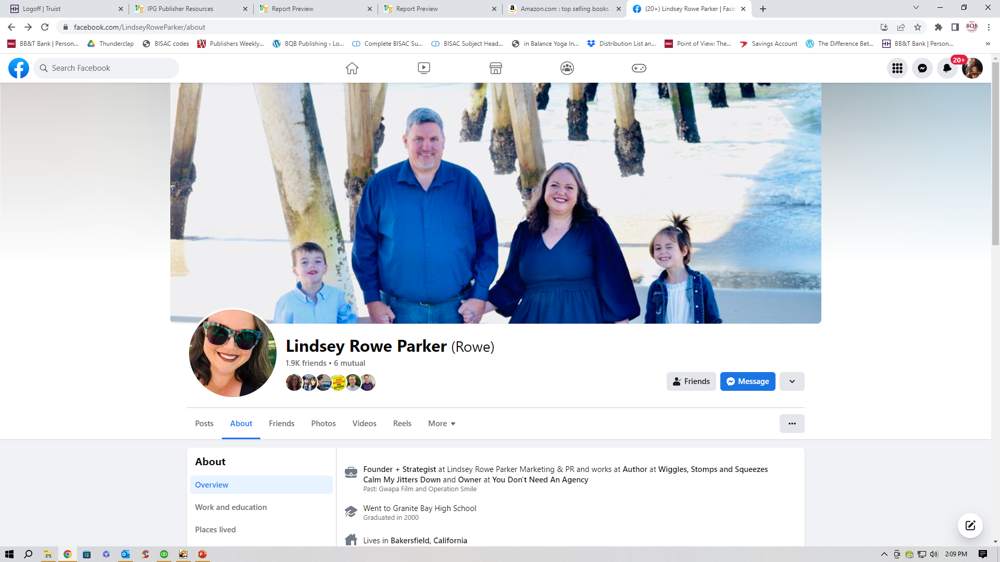 Logoff | Truist
IPG Publisher Resources
Report Preview
Report Preview
Amazon.com : top selling books
(20+) Lindsey Rowe Parker | Face
facebook.com/LindseyRoweParker/about
BB&T Bank | Person...
Thunderclap
BISAC codes
Publishers Weekly...
BQB Publishing › Lo...
Complete BISAC Su...
BISAC Subject Head...
in Balance Yoga In...
Distribution List an...
Point of View: The...
Savings Account
The Difference Bet...
BB&T Bank | Person...
Search Facebook
20+
Lindsey Rowe Parker (Rowe)
1.9K friends • 6 mutual
Friends
Message
Posts
About
Friends
Photos
Videos
Reels
More
About
Overview
Work and education
Places lived
Founder + Strategist at Lindsey Rowe Parker Marketing & PR and works at Author at Wiggles, Stomps and Squeezes
Calm My Jitters Down and Owner at You Don't Need An Agency
Past: Gwapa Film and Operation Smile
Went to Granite Bay High School
Graduated in 2000
Lives in Bakersfield, California
2:09 PM